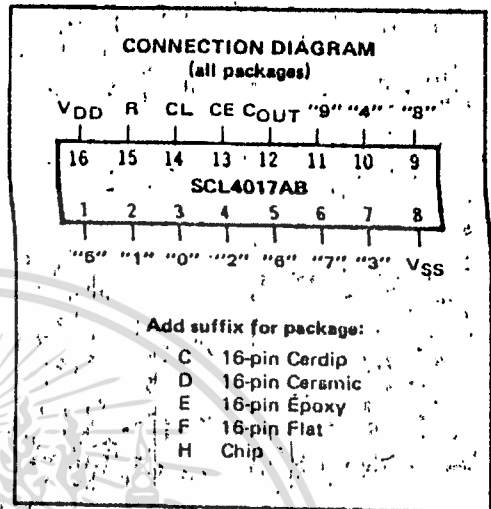 CONNECTION DIAGRAM
(all packages)
VDD R CL CE COUT "9" "4" "8"
16 15 14 13 12 11 10 9
SCL4017AB
1 2 3 4 5 6 7 8
"5" "1" "0" "2" "6" "7" "3" VSS
Add suffix for package:
C 16-pin Cerdip
D 16-pin Ceramic
E 16-pin Epoxy
F 16-pin Flat
H Chip